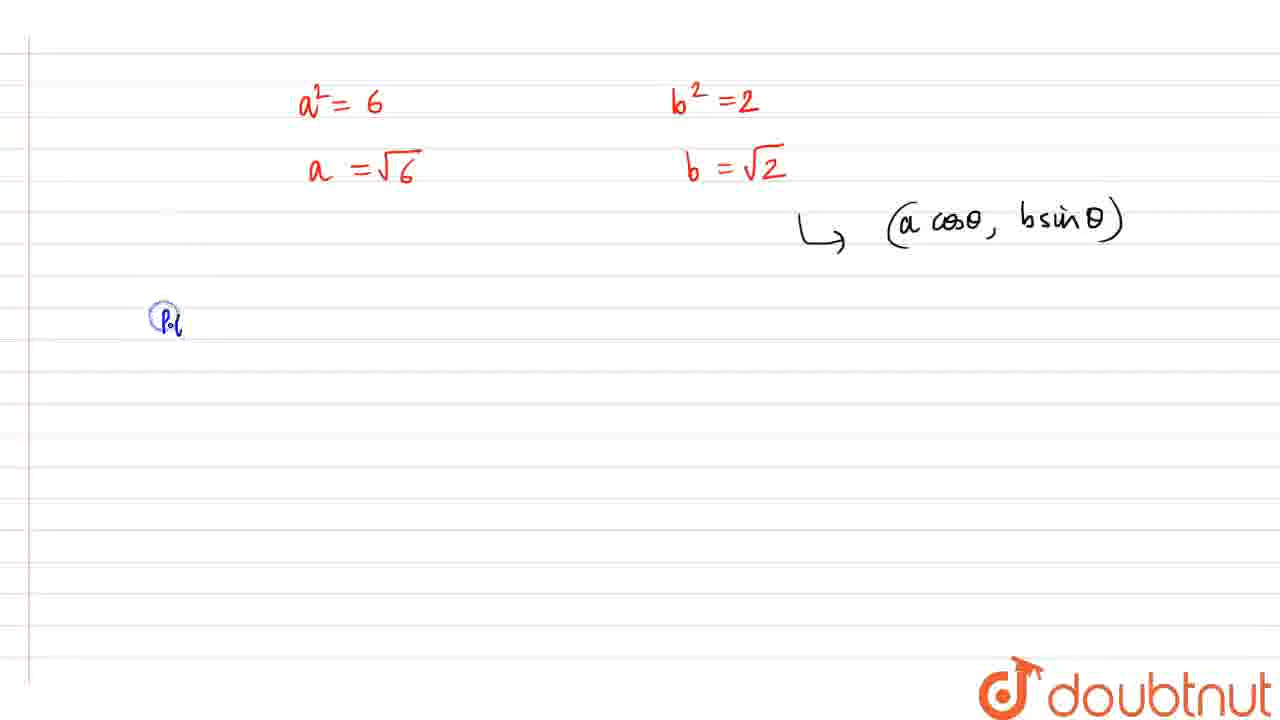 a² = 6 b² = 2
a = √6 b = √2
(a cosθ, b sinθ)
doubtnut